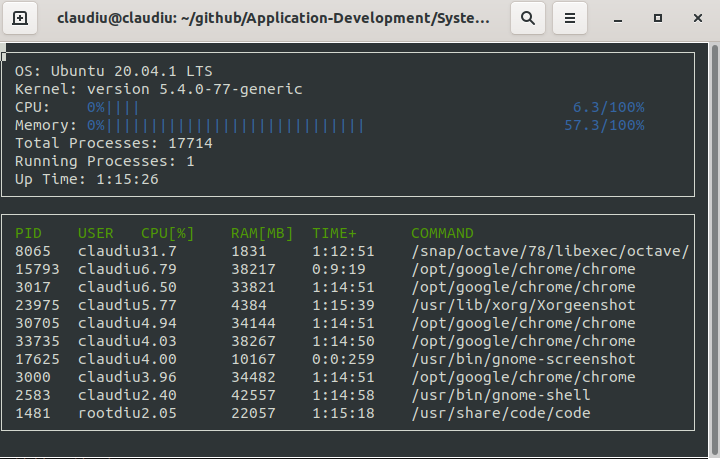 claudiu@claudiu: ~/github/Application-Development/Syste...
OS: Ubuntu 20.04.1 LTS
Kernel: version 5.4.0-77-generic
CPU: 0%|||| 6.3/100%
Memory: 0%||||||||||||||||||||||||||||| 57.3/100%
Total Processes: 17714
Running Processes: 1
Up Time: 1:15:26
PID USER CPU[%] RAM[MB] TIME+ COMMAND
8065 claudiu31.7 1831 1:12:51 /snap/octave/78/libexec/octave/
15793 claudiu6.79 38217 0:9:19 /opt/google/chrome/chrome
3017 claudiu6.50 33821 1:14:51 /opt/google/chrome/chrome
23975 claudiu5.77 4384 1:15:39 /usr/lib/xorg/Xorgeenshot
30705 claudiu4.94 34144 1:14:51 /opt/google/chrome/chrome
33735 claudiu4.03 38267 1:14:50 /opt/google/chrome/chrome
17625 claudiu4.00 10167 0:0:259 /usr/bin/gnome-screenshot
3000 claudiu3.96 34482 1:14:51 /opt/google/chrome/chrome
2583 claudiu2.40 42557 1:14:58 /usr/bin/gnome-shell
1481 rootdiu2.05 22057 1:15:18 /usr/share/code/code